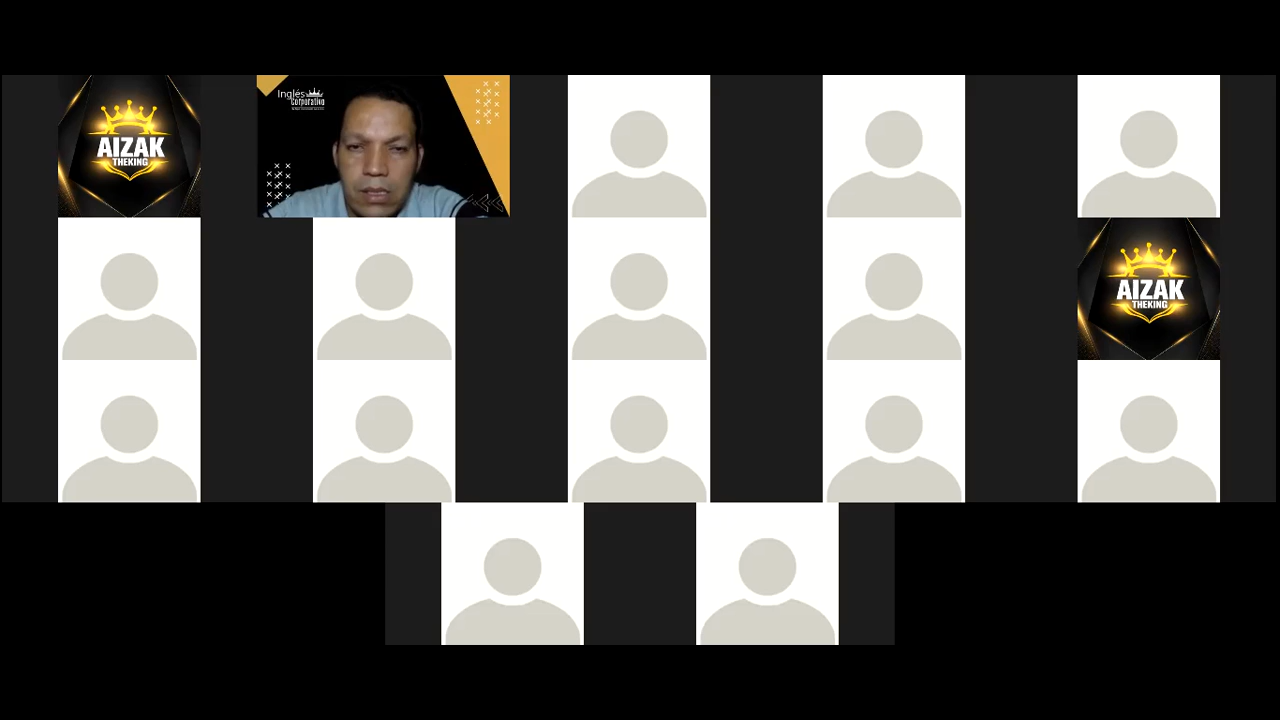 AIZAK
THEKING
Inglés
Corporativo
AIZAK
THEKING